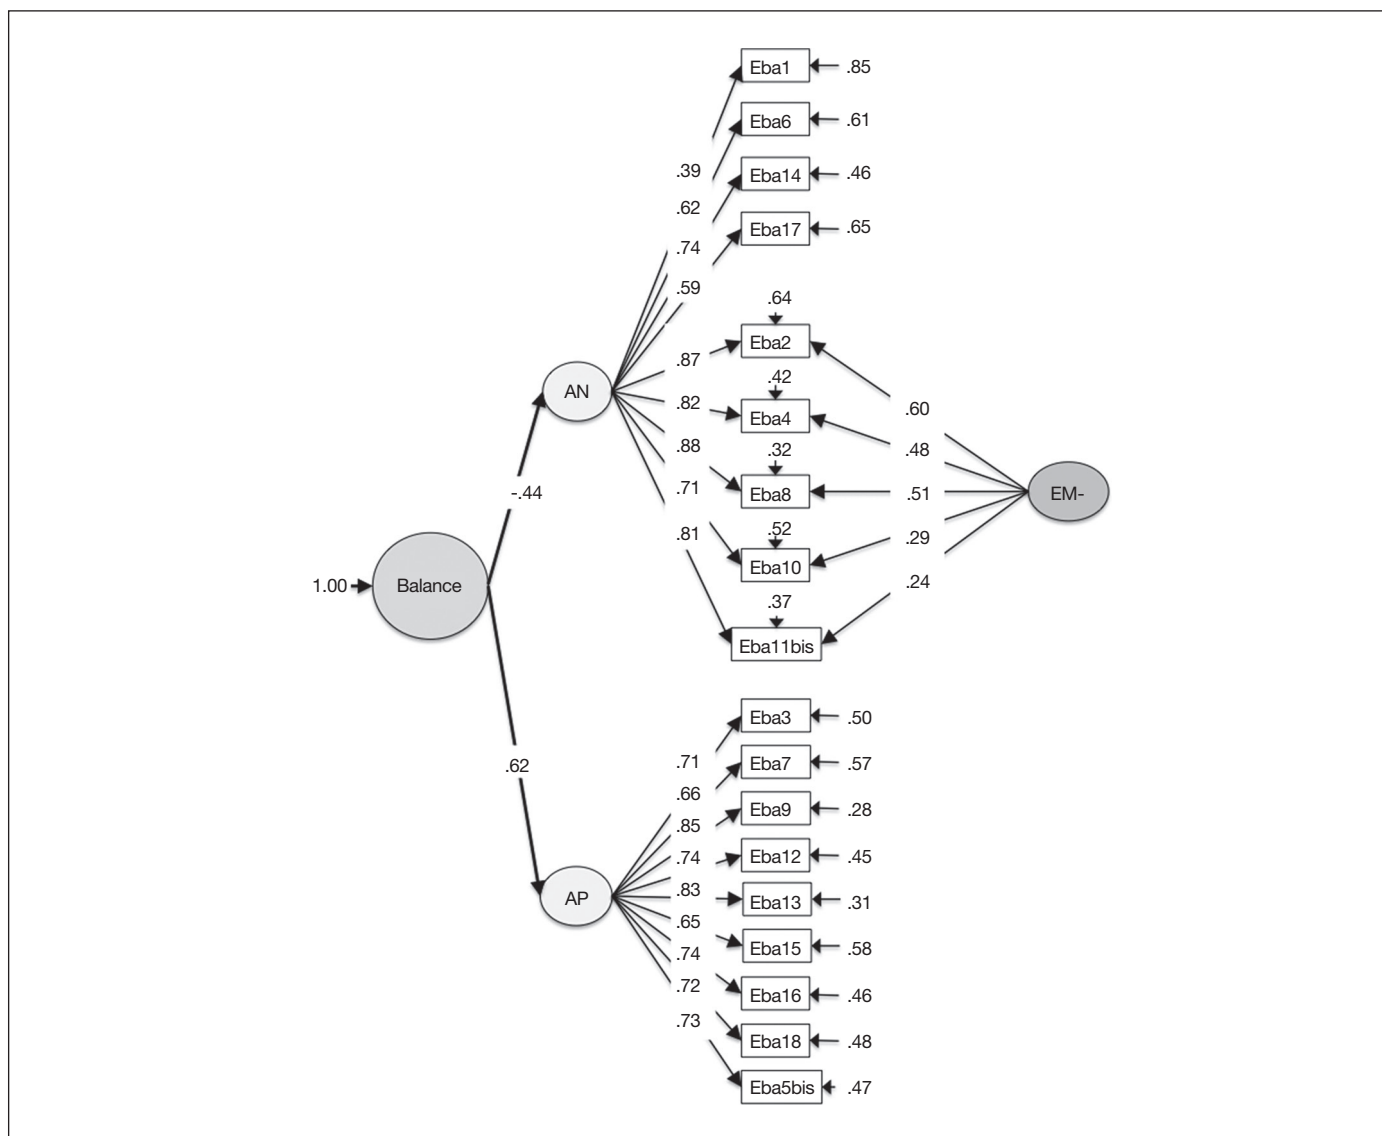 Eba1 .85
Eba6 .61
.39
Eba14 .46
.62
Eba17 .65
.74
.59
.64
Eba2
.87
.42
AN
.82
Eba4
.60
.88
.32
.48
.71
Eba8
.51
EM-
-.44
.81
.52
.29
Eba10
1.00 Balance
.24
.37
Eba11bis
Eba3 .50
.71
Eba7 .57
.62
.66
Eba9 .28
.85
.74
Eba12 .45
.83
AP
Eba13 .31
.65
Eba15 .58
.74
.72
Eba16 .46
.73
Eba18 .48
Eba5bis .47